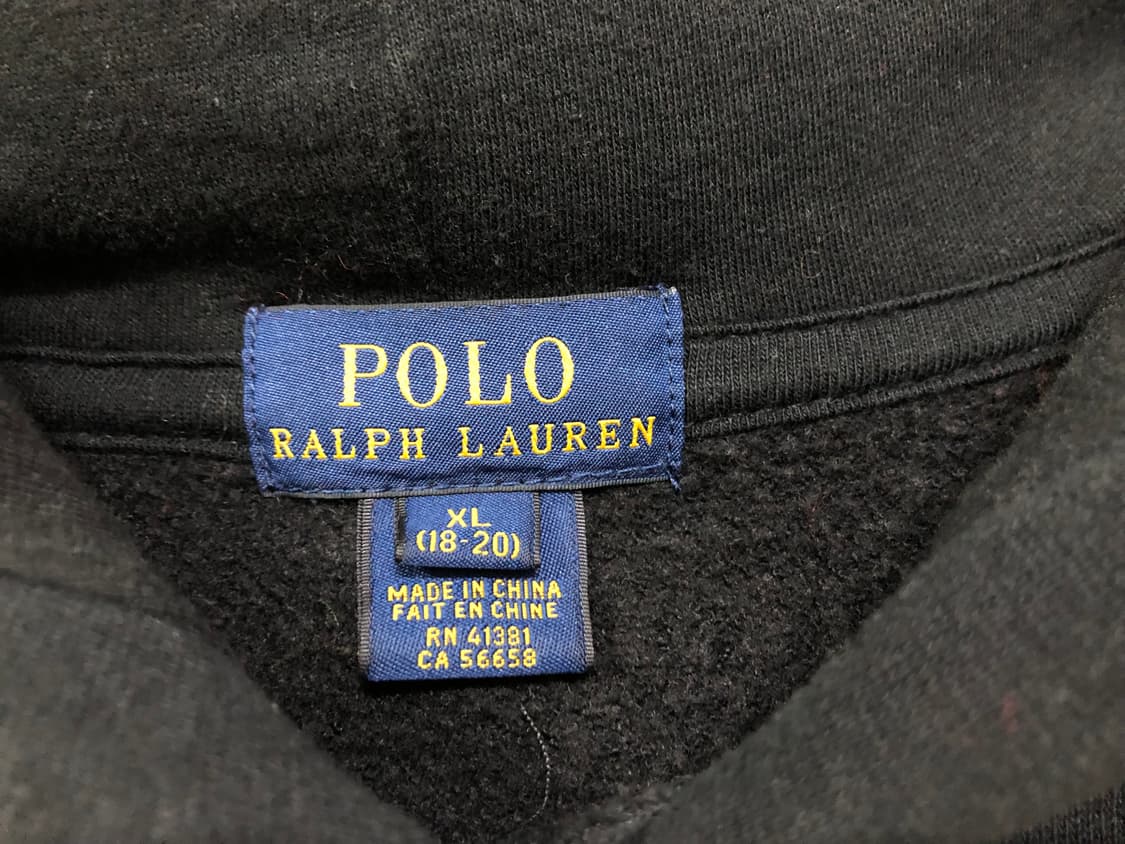 POLO
RALPH LAUREN
XL
(18-20)
MADE IN CHINA
FAIT EN CHINE
RN 41381
CA 56658